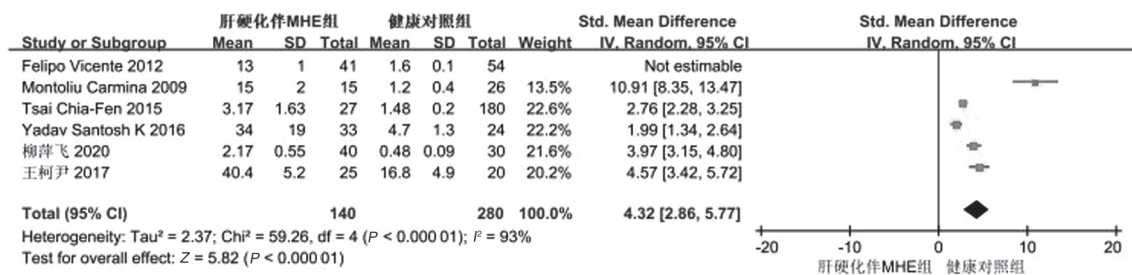 肝硬化伴MHE组 健康对照组 Std. Mean Difference Std. Mean Difference
Study or Subgroup Mean SD Total Mean SD Total Weight IV, Random, 95% CI IV, Random, 95% CI
Felipo Vicente 2012 13 1 41 1.6 0.1 54 Not estimable
Montoliu Carmina 2009 15 2 15 1.2 0.4 26 13.5% 10.91 [8.35, 13.47]
Tsai Chia-Fen 2015 3.17 1.63 27 1.48 0.2 180 22.6% 2.76 [2.28, 3.25]
Yadav Santosh K 2016 34 19 33 4.7 1.3 24 22.2% 1.99 [1.34, 2.64]
柳萍飞 2020 2.17 0.55 40 0.48 0.09 30 21.6% 3.97 [3.15, 4.80]
王柯尹 2017 40.4 5.2 25 16.8 4.9 20 20.2% 4.57 [3.42, 5.72]
Total (95% CI) 140 280 100.0% 4.32 [2.86, 5.77]
Heterogeneity: Tau² = 2.37; Chi² = 59.26, df = 4 (P < 0.000 01); I² = 93%
Test for overall effect: Z = 5.82 (P < 0.000 01)
-20 -10 0 10 20
肝硬化伴MHE组 健康对照组